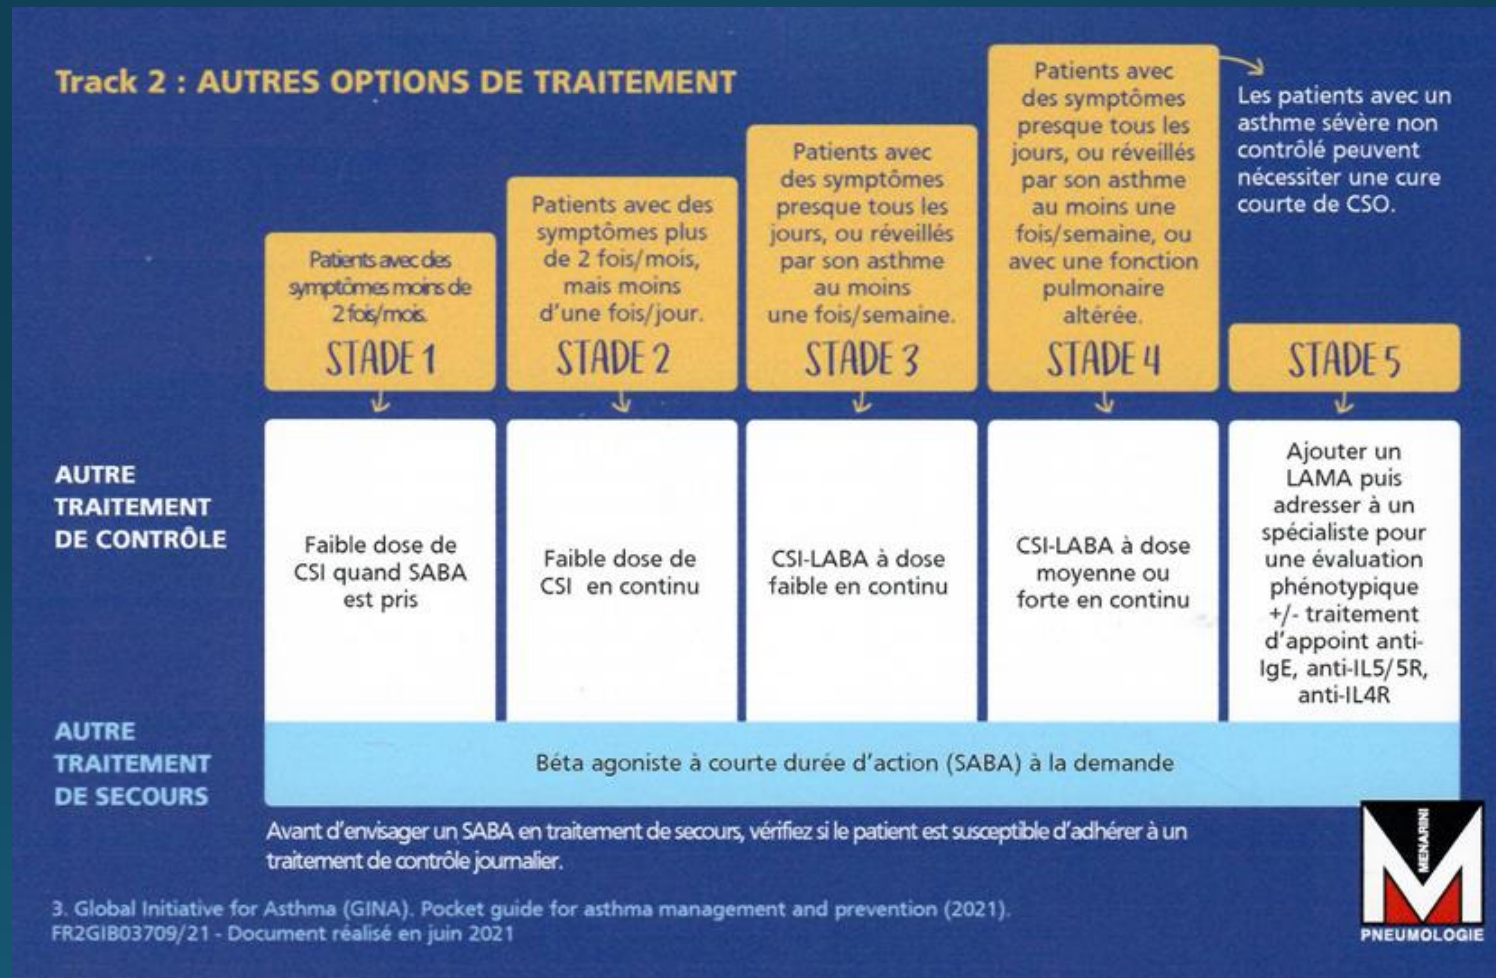 Track 2 : AUTRES OPTIONS DE TRAITEMENT
Patients avec des
symptômes moins de
2 fois/mois.
STADE 1
Patients avec des
symptômes plus
de 2 fois/mois,
mais moins
d'une fois/jour.
STADE 2
Patients avec
des symptômes
presque tous les
jours, ou réveillés
par son asthme
au moins
une fois/semaine.
STADE 3
Patients avec
des symptômes
presque tous les
jours, ou réveillés
par son asthme
au moins une
fois/semaine, ou
avec une fonction
pulmonaire
altérée.
STADE 4
Les patients avec un
asthme sévère non
contrôlé peuvent
nécessiter une cure
courte de CSO.
STADE 5
AUTRE
TRAITEMENT
DE CONTRÔLE
Faible dose de
CSI quand SABA
est pris
Faible dose de
CSI en continu
CSI-LABA à dose
faible en continu
CSI-LABA à dose
moyenne ou
forte en continu
Ajouter un
LAMA puis
adresser à un
spécialiste pour
une évaluation
phénotypique
+/- traitement
d'appoint anti-
IgE, anti-IL5/5R,
anti-IL4R
AUTRE
TRAITEMENT
DE SECOURS
Béta agoniste à courte durée d'action (SABA) à la demande
Avant d'envisager un SABA en traitement de secours, vérifiez si le patient est susceptible d'adhérer à un
traitement de contrôle journalier.
3. Global Initiative for Asthma (GINA). Pocket guide for asthma management and prevention (2021).
FR2GIB03709/21 - Document réalisé en juin 2021
MENARINI
PNEUMOLOGIE